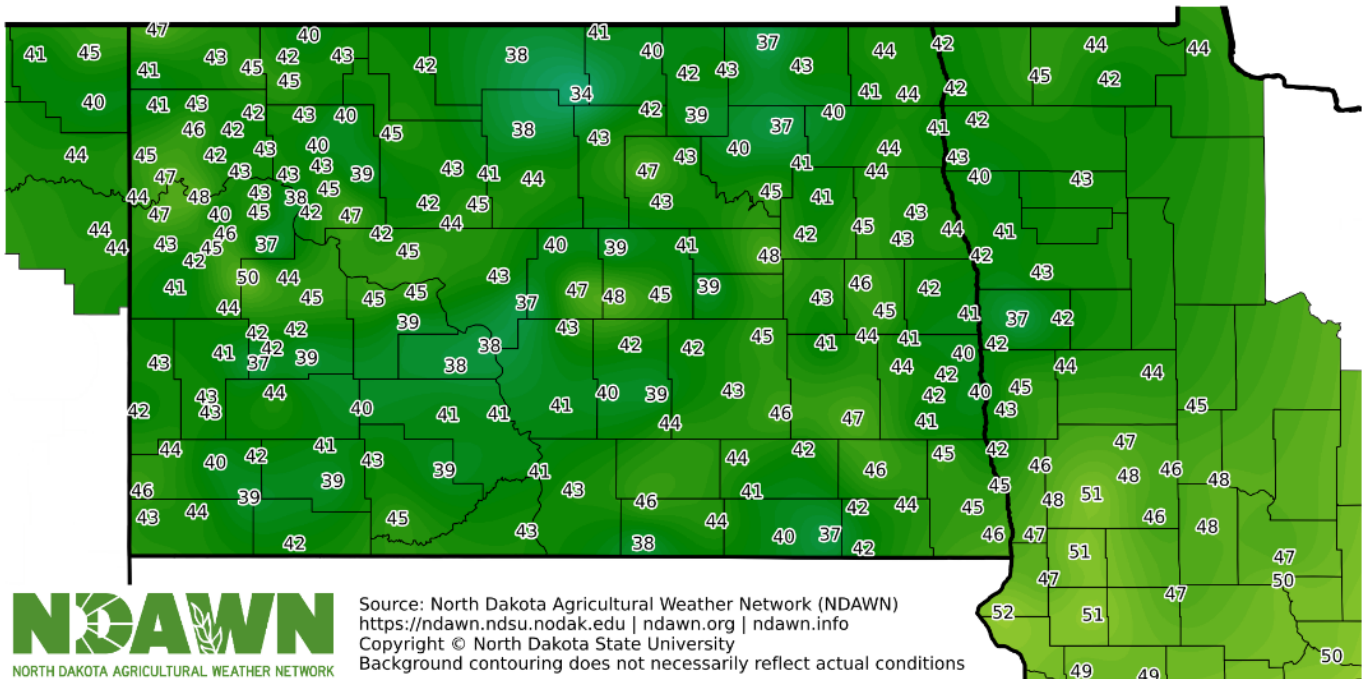 47
41 45 43 40 42 43 42 38 41 40 37 44 42 44 44
41 45 45 42 43 43 45 42
40 41 43 34 41 44 42
42 43 40 42 39 40 42
46 42 45 38 43 37 41
44 45 42 43 40 43 40 44 43
47 43 43 43 39 43 41 44 47 41 44 40 43
44 48 43 38 45 45 41
47 40 45 42 47 42 45 43 43
44 46 44 42 45 43 44 41
44 43 45 37 42 45 40 39 41 48 42
42 43 43
41 50 44 47 48 45 39 46 42
45 45 45 37 43
44 39 43 45 41 37 42
42 42 45 44
41 42 38 42 42 41 41 42
43 37 39 38 40 44 44 44
42
44 43 40 39 43 42 40 45
42 43 43 40 41 41 41 46 47 43 45
44 41
44 41 42 45 42 47
40 42 43 44 46 46 46
39 41 46 48 48
46 39 39 43 41 45 51
43 44 45 46 42 44 45 48 46
43 44 48
42 38 40 37 42 46 47
51 47
47 50
47
52 51
50
49 49
NDAWN
NORTH DAKOTA AGRICULTURAL WEATHER NETWORK
Source: North Dakota Agricultural Weather Network (NDAWN)
https://ndawn.ndsu.nodak.edu | ndawn.org | ndawn.info
Copyright © North Dakota State University
Background contouring does not necessarily reflect actual conditions